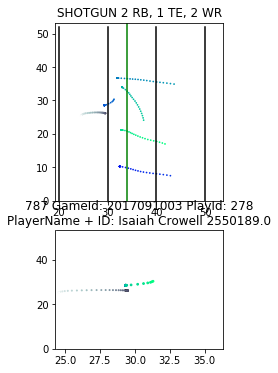 SHOTGUN 2 RB, 1 TE, 2 WR
50
40
30
20
10
0
20 30 40 50
787 GameId: 2017091003 PlayId: 278
PlayerName + ID: Isaiah Crowell 2550189.0
40
20
0
25.0 27.5 30.0 32.5 35.0